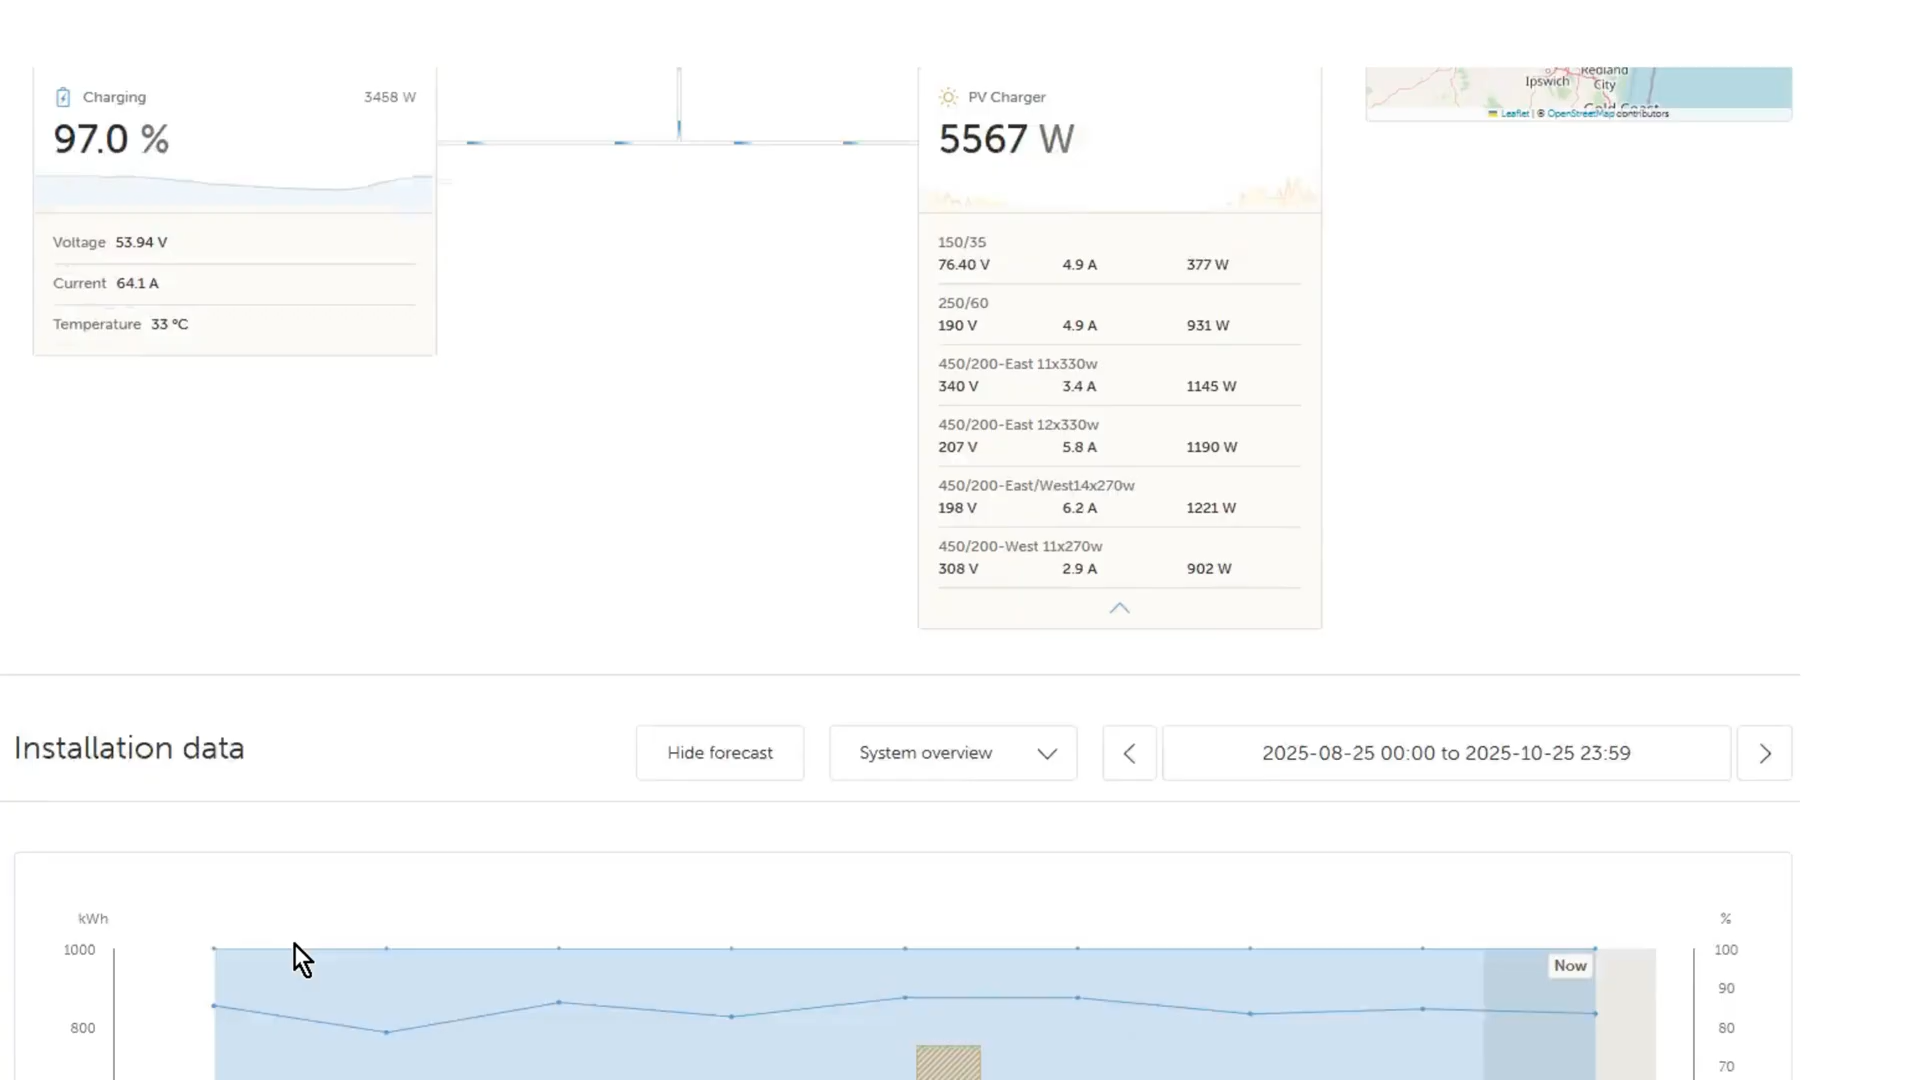 Charging 3458 W
97.0 %
Voltage 53.94 V
Current 64.1 A
Temperature 33 °C
PV Charger
5567 W
150/35
76.40 V 4.9 A 377 W
250/60
190 V 4.9 A 931 W
450/200-East 11x330w
340 V 3.4 A 1145 W
450/200-East 12x330w
207 V 5.8 A 1190 W
450/200-East/West14x270w
198 V 6.2 A 1221 W
450/200-West 11x270w
308 V 2.9 A 902 W
Redland
City
Ipswich
Gold Coast
Leaflet | © OpenStreetMap contributors
Installation data
Hide forecast
System overview
2025-08-25 00:00 to 2025-10-25 23:59
kWh
1000
800
Now
%
100
90
80
70